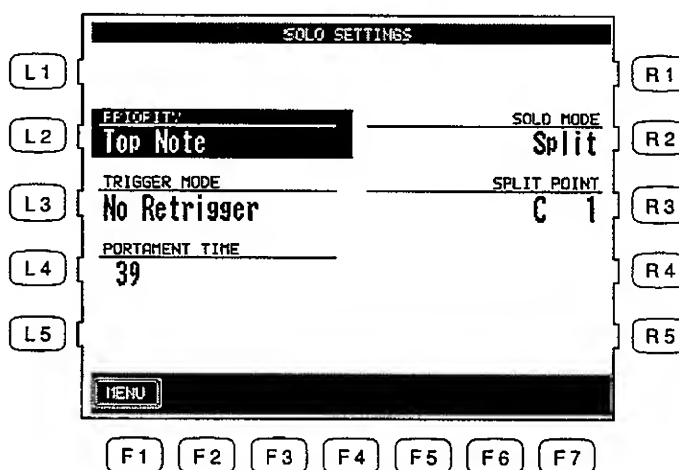 SOLO SETTINGS
L1
R1
PRIORITY
SOLO MODE
L2
Top Note
Split
R2
TRIGGER MODE
SPLIT POINT
L3
No Retrigger
C 1
R3
PORTAMENT TIME
L4
39
R4
L5
R5
MENU
F1 F2 F3 F4 F5 F6 F7